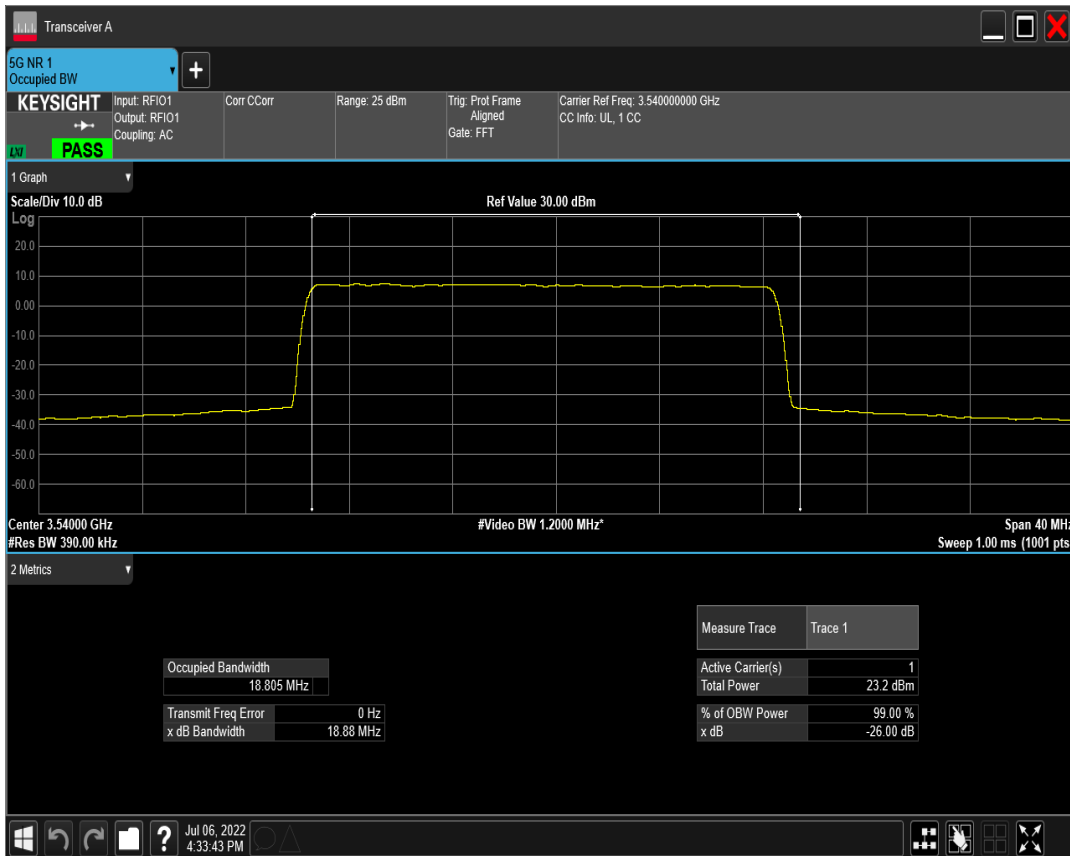 Transceiver A
5G NR 1
Occupied BW
KEYSIGHT
LXI
PASS
Input: RFIO1
Output: RFIO1
Coupling: AC
Corr CCorr
Range: 25 dBm
Trig: Prot Frame
Aligned
Gate: FFT
Carrier Ref Freq: 3.540000000 GHz
CC Info: UL, 1 CC
1 Graph
Scale/Div 10.0 dB
Ref Value 30.00 dBm
Log
20.0
10.0
0.00
-10.0
-20.0
-30.0
-40.0
-50.0
-60.0
Center 3.54000 GHz
#Video BW 1.2000 MHz*
Span 40 MHz
#Res BW 390.00 kHz
Sweep 1.00 ms (1001 pts
2 Metrics
Measure Trace Trace 1
Occupied Bandwidth
18.805 MHz
Active Carrier(s) 1
Total Power 23.2 dBm
Transmit Freq Error 0 Hz
x dB Bandwidth 18.88 MHz
% of OBW Power 99.00 %
x dB -26.00 dB
?
Jul 06, 2022
4:33:43 PM